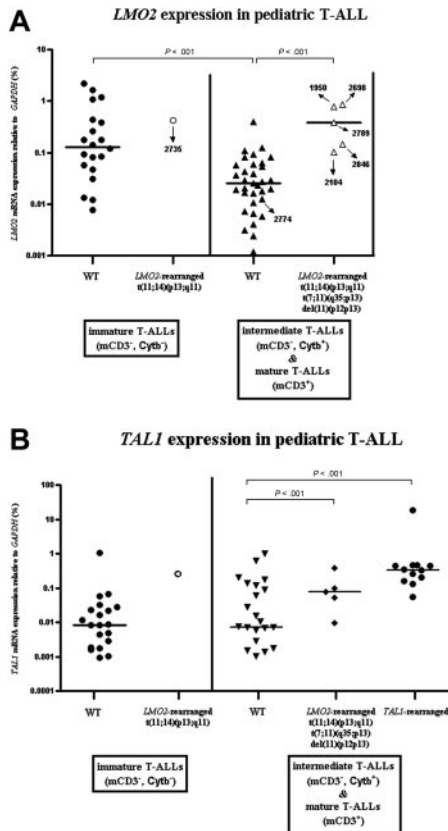 A
LMO2 expression in pediatric T-ALL
P < .001 P < .001
LMO2 mRNA expression relative to GAPDH (%)
10
1
0.1
0.01
0.001
1950 2698
2735
2789
2846
2104
2774
WT LMO2-rearranged WT LMO2-rearranged
t(11;14)(p13;q11) t(11;14)(p13;q11)
t(7;11)(q35;p13)
del(11)(p12p13)
immature T-ALLs
(mCD3-, Cytb-)
intermediate T-ALLs
(mCD3-, Cytb+)
&
mature T-ALLs
(mCD3+)
B
TAL1 expression in pediatric T-ALL
P < .001
P < .001
TAL1 mRNA expression relative to GAPDH (%)
100
10
1
0.1
0.01
0.001
0.0001
WT LMO2-rearranged WT LMO2-rearranged TAL1-rearranged
t(11;14)(p13;q11) t(11;14)(p13;q11)
t(7;11)(q35;p13)
del(11)(p12p13)
immature T-ALLs
(mCD3-, Cytb-)
intermediate T-ALLs
(mCD3-, Cytb+)
&
mature T-ALLs
(mCD3+)